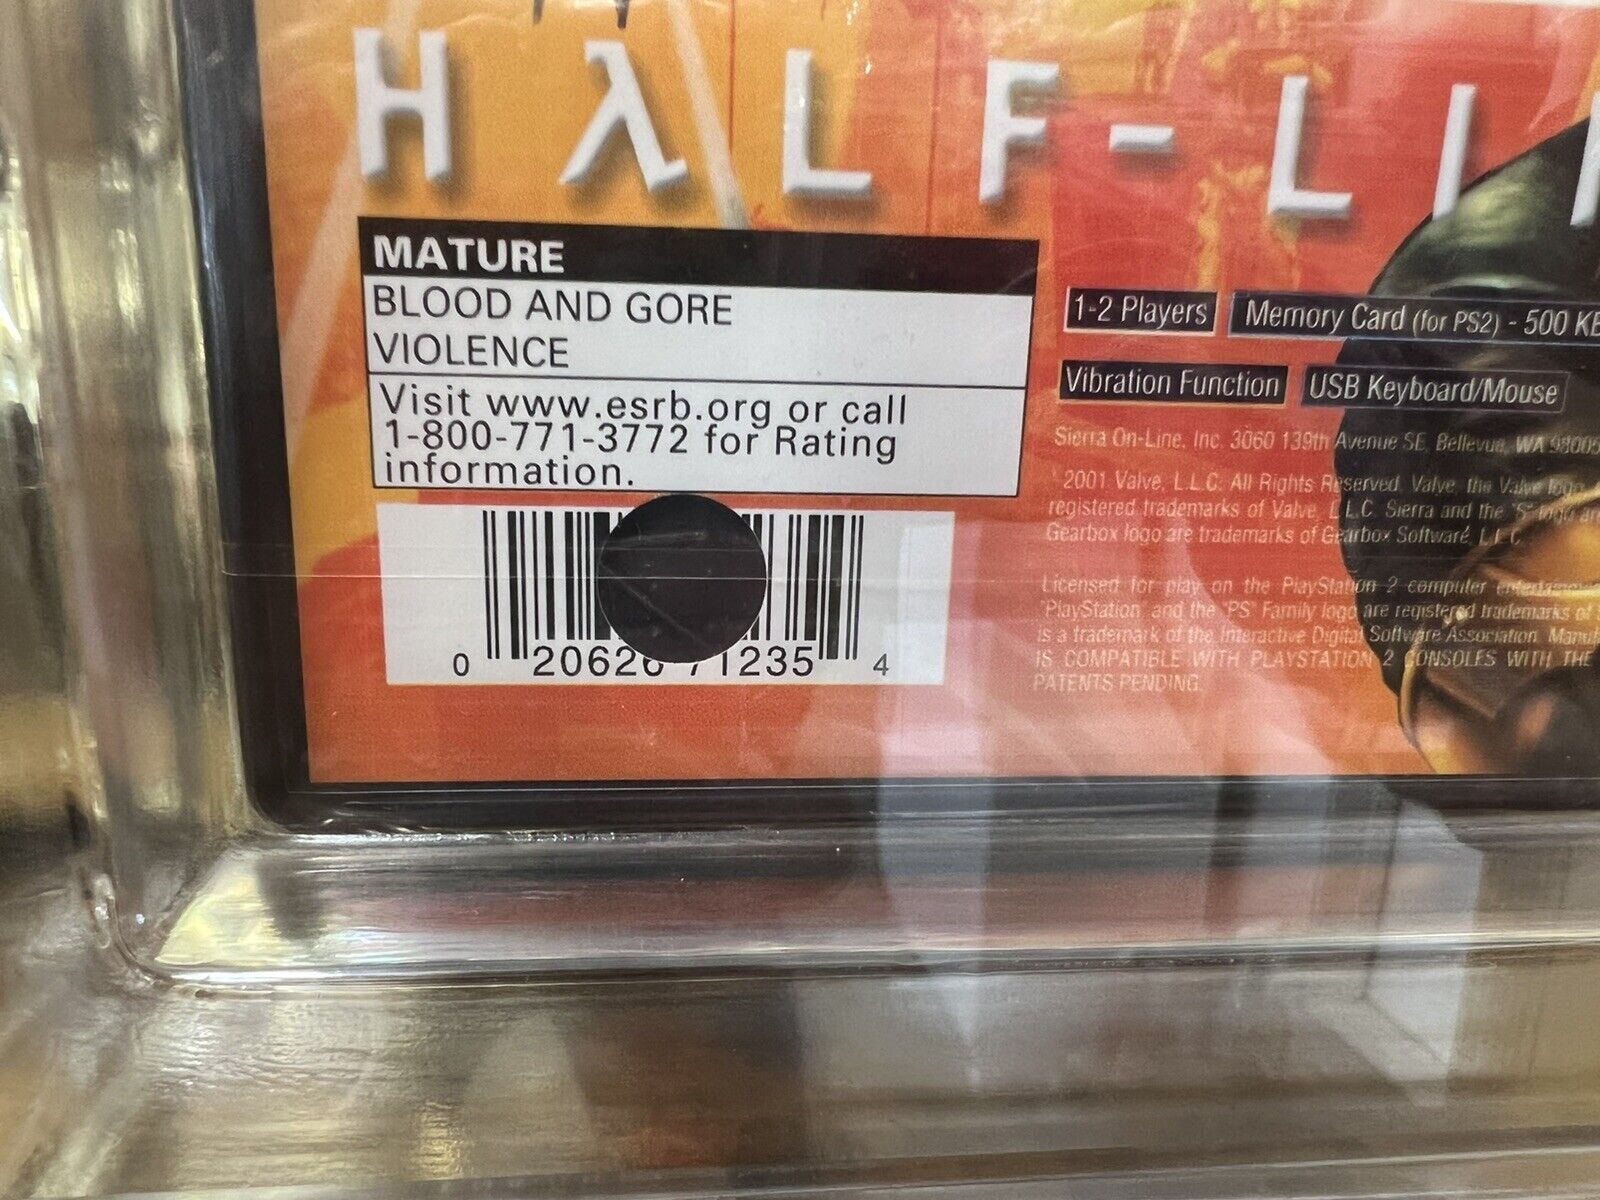 HλLF-LI
MATURE
BLOOD AND GORE
VIOLENCE
Visit www.esrb.org or call
1-800-771-3772 for Rating
information.
0 20626 71235 4
1-2 Players Memory Card (for PS2) - 500 KB
Vibration Function USB Keyboard/Mouse
Sierra On-Line, Inc. 3060 139th Avenue SE, Bellevue, WA 98005
2001 Valve, L.L.C. All Rights Reserved. Valve, the Valve logo
registered trademarks of Valve, L.L.C. Sierra and the "S" logo are
Gearbox logo are trademarks of Gearbox Software, L.L.C.
Licensed for play on the PlayStation 2 computer entertainment
"PlayStation" and the "PS" Family logo are registered trademarks of
is a trademark of the Interactive Digital Software Association. Manuf
IS COMPATIBLE WITH PLAYSTATION 2 CONSOLES WITH THE
PATENTS PENDING.